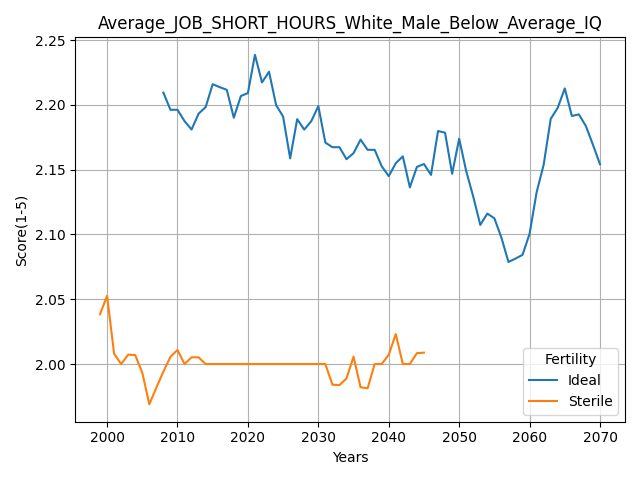 Average_JOB_SHORT_HOURS_White_Male_Below_Average_IQ
2.25
2.20
2.15
2.10
2.05
2.00
Score(1-5)
2000 2010 2020 2030 2040 2050 2060 2070
Years
Fertility
Ideal
Sterile